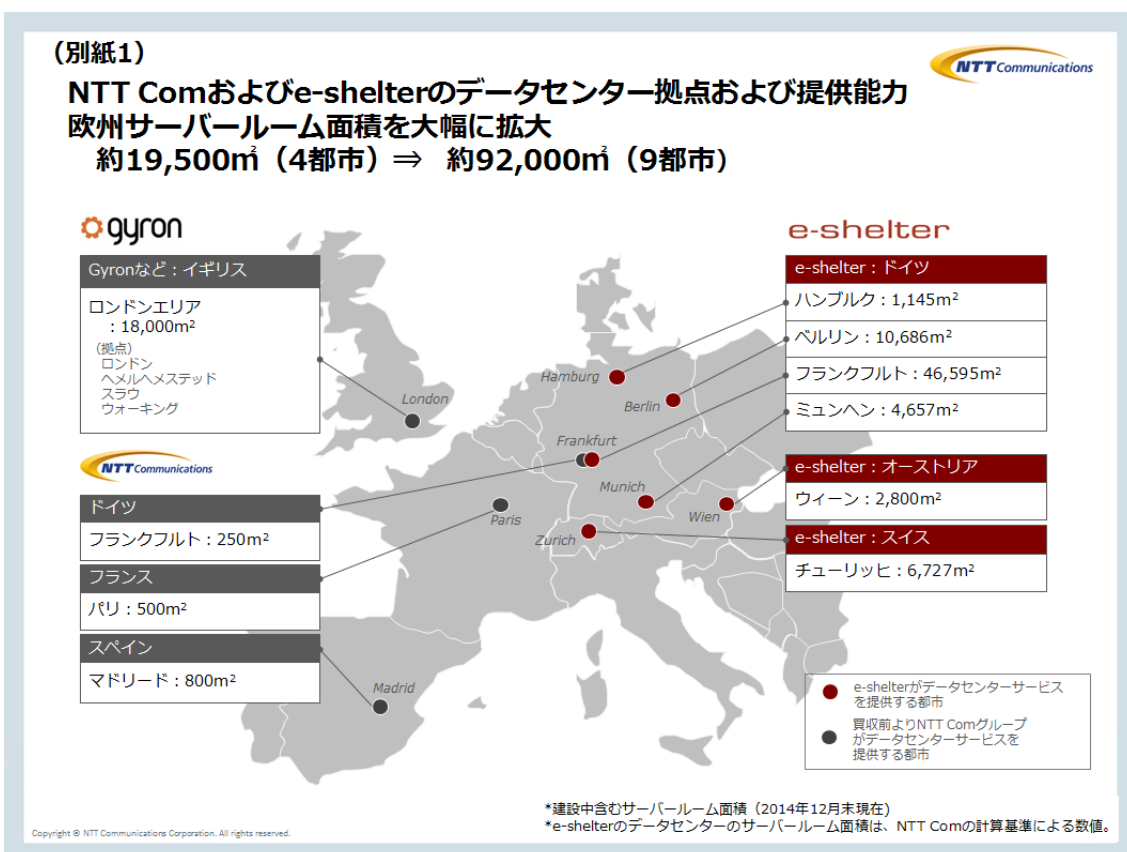 （別紙1）
NTT Communications
NTT Comおよびe-shelterのデータセンター拠点および提供能力
欧州サーバールーム面積を大幅に拡大
約19,500㎡（4都市）⇒　約92,000㎡（9都市）
gyron
Gyronなど：イギリス
ロンドンエリア
：18,000m²
（拠点）
ロンドン
ヘメルヘメステッド
スラウ
ウォーキング
NTT Communications
ドイツ
フランクフルト：250m²
フランス
パリ：500m²
スペイン
マドリード：800m²
London
Hamburg
Berlin
Frankfurt
Munich
Paris
Wien
Zurich
Madrid
e-shelter
e-shelter：ドイツ
ハンブルク：1,145m²
ベルリン：10,686m²
フランクフルト：46,595m²
ミュンヘン：4,657m²
e-shelter：オーストリア
ウィーン：2,800m²
e-shelter：スイス
チューリッヒ：6,727m²
e-shelterがデータセンターサービス
を提供する都市
買収前よりNTT Comグループ
がデータセンターサービスを
提供する都市
*建設中含むサーバールーム面積（2014年12月末現在)
*e-shelterのデータセンターのサーバールーム面積は、NTT Comの計算基準による数値。
Copyright © NTT Communications Corporation. All rights reserved.